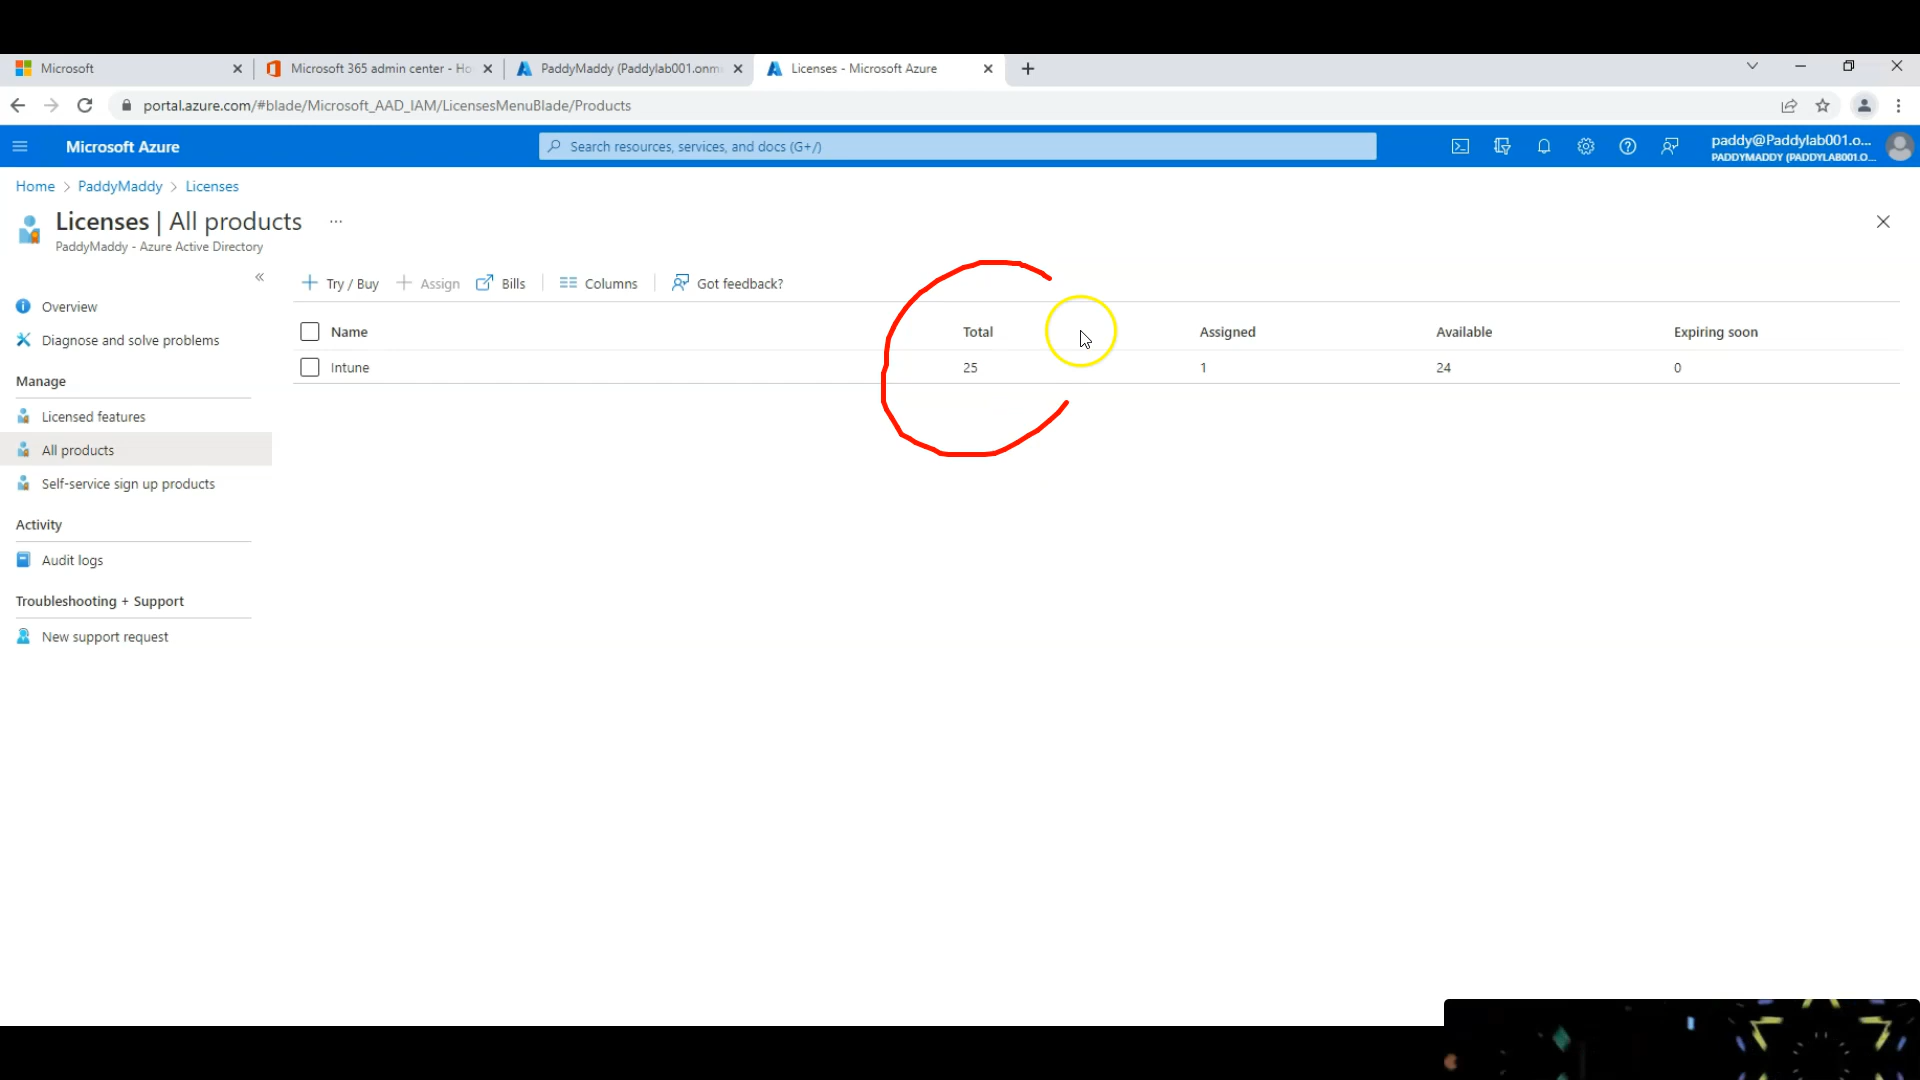 Microsoft
Microsoft 365 admin center - Ho
PaddyMaddy (Paddylab001.onm
Licenses - Microsoft Azure
portal.azure.com/#blade/Microsoft_AAD_IAM/LicensesMenuBlade/Products
Microsoft Azure
Search resources, services, and docs (G+/)
paddy@Paddylab001.o...
PADDYMADDY (PADDYLAB001.O...
Home > PaddyMaddy > Licenses
Licenses | All products ...
PaddyMaddy - Azure Active Directory
Overview
Diagnose and solve problems
Manage
Licensed features
All products
Self-service sign up products
Activity
Audit logs
Troubleshooting + Support
New support request
Try / Buy Assign Bills Columns Got feedback?
Name Total Assigned Available Expiring soon
Intune 25 1 24 0